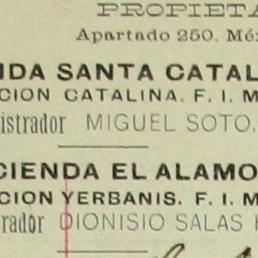 PROPIETA
Apartado 250. Méx
NDA SANTA CATAL
CION CATALINA. F. I. M
istrador MIGUEL SOTO.
CIENDA EL ALAMO
CION YERBANIS. F. I. M
rador DIONISIO SALAS